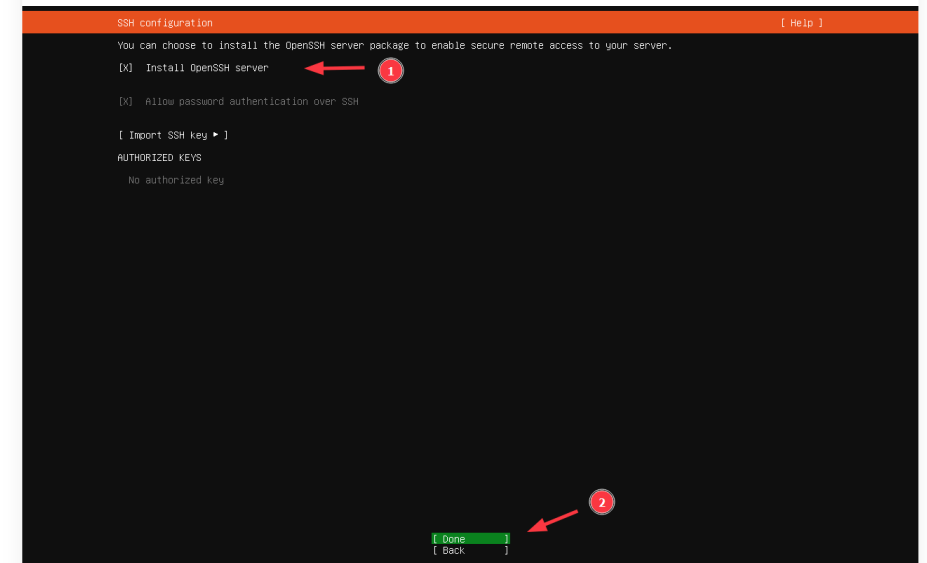 SSH configuration [ Help ]
You can choose to install the OpenSSH server package to enable secure remote access to your server.
[X] Install OpenSSH server
1
[X] Allow password authentication over SSH
[ Import SSH key ► ]
AUTHORIZED KEYS
No authorized key
2
[ Done ]
[ Back ]